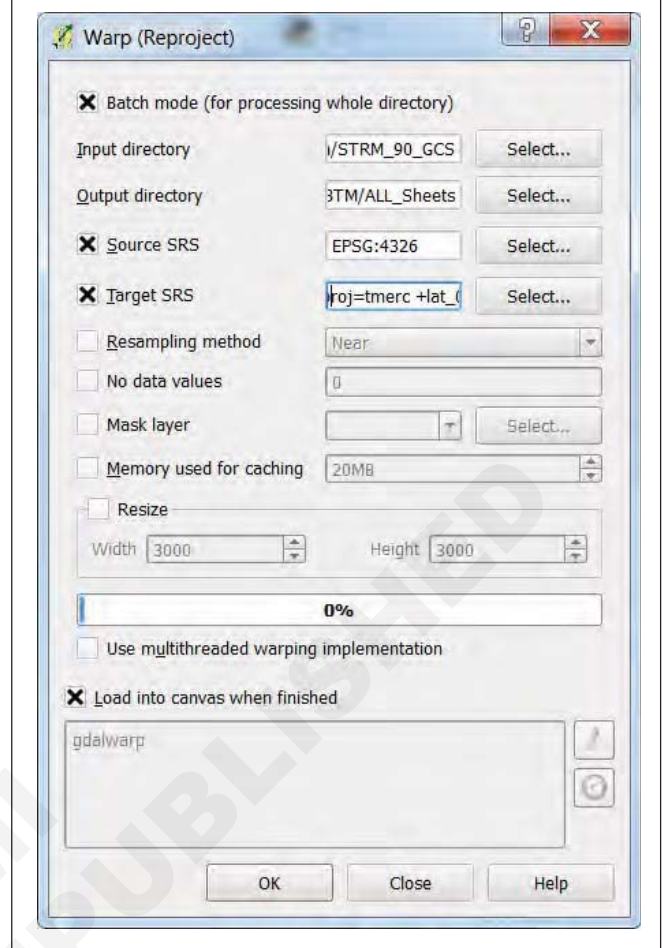 Warp (Reproject)
Batch mode (for processing whole directory)
Input directory /STRM_90_GCS Select...
Output directory BTM/ALL_Sheets Select...
Source SRS EPSG:4326 Select...
Target SRS roj=tmerc +lat_ Select...
Resampling method Near
No data values 0
Mask layer Select...
Memory used for caching 20MB
Resize
Width 3000 Height 3000
0%
Use multithreaded warping implementation
Load into canvas when finished
gdalwarp
OK Close Help
PUBLISHED